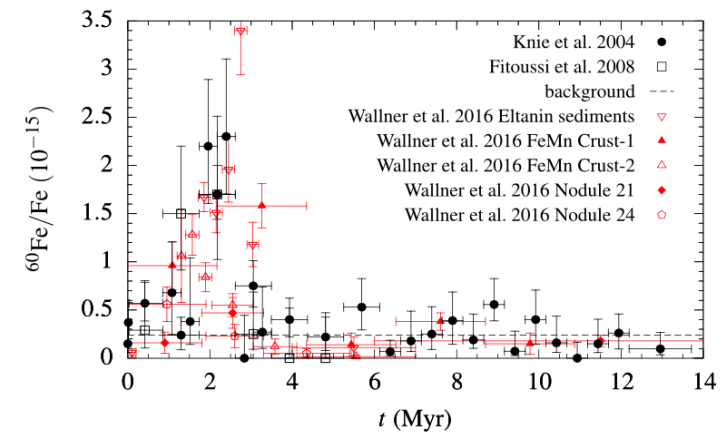 3.5
3
2.5
2
1.5
1
0.5
0
⁶⁰Fe/Fe (10⁻¹⁵)
Knie et al. 2004
Fitoussi et al. 2008
background
Wallner et al. 2016 Eltanin sediments
Wallner et al. 2016 FeMn Crust-1
Wallner et al. 2016 FeMn Crust-2
Wallner et al. 2016 Nodule 21
Wallner et al. 2016 Nodule 24
0 2 4 6 8 10 12 14
t (Myr)